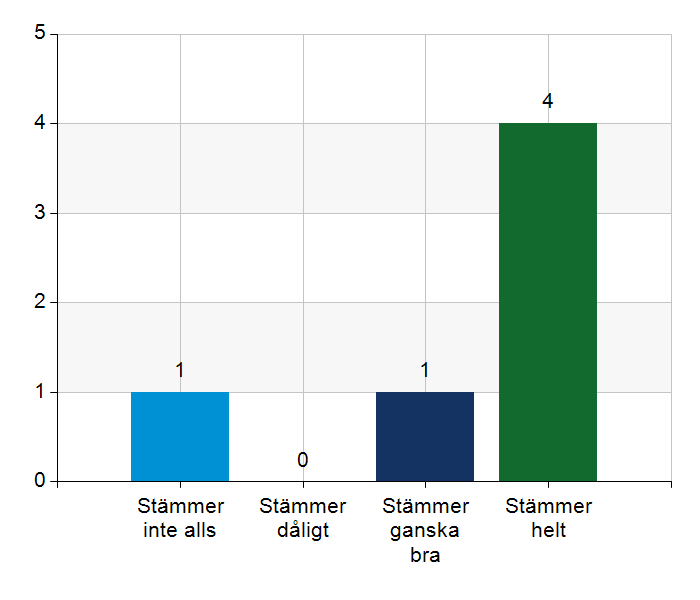 5
4
3
2
1
0
1
0
1
4
Stämmer
inte alls
Stämmer
dåligt
Stämmer
ganska
bra
Stämmer
helt